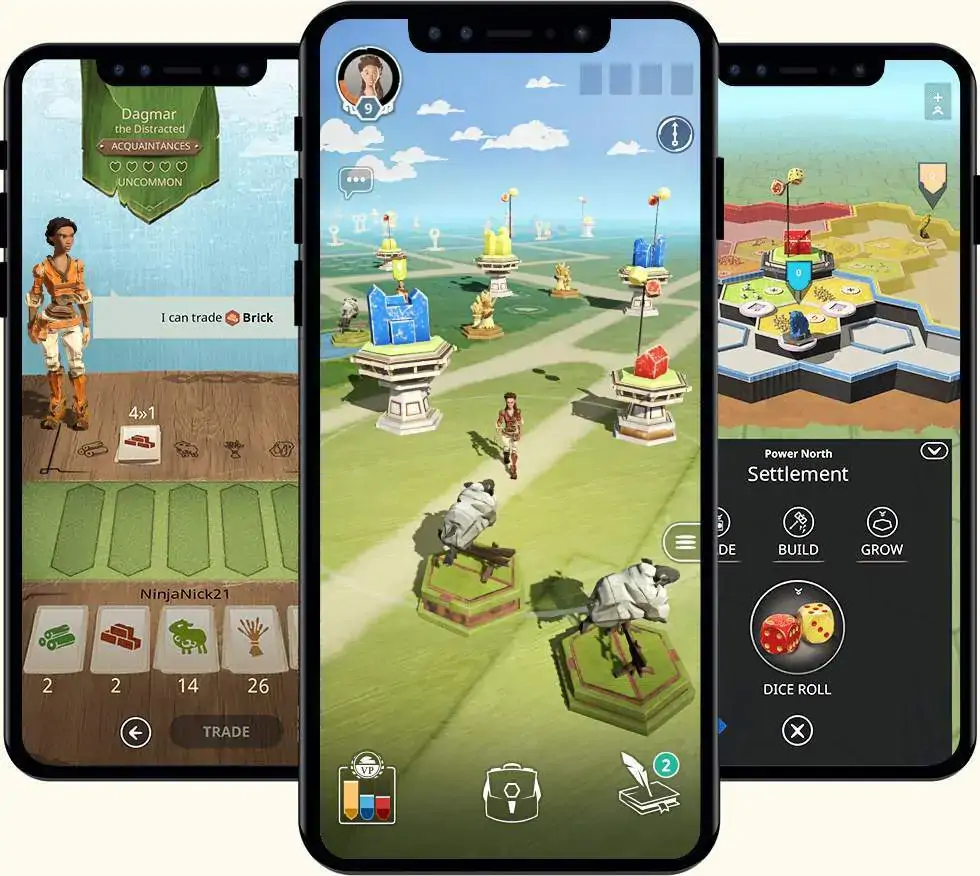 Dagmar
the Distracted
ACQUAINTANCES
UNCOMMON
I can trade Brick
4»1
NinjaNick21
2
2
14
26
TRADE
9
VP
2
0
Power North
Settlement
DE
BUILD
GROW
DICE ROLL